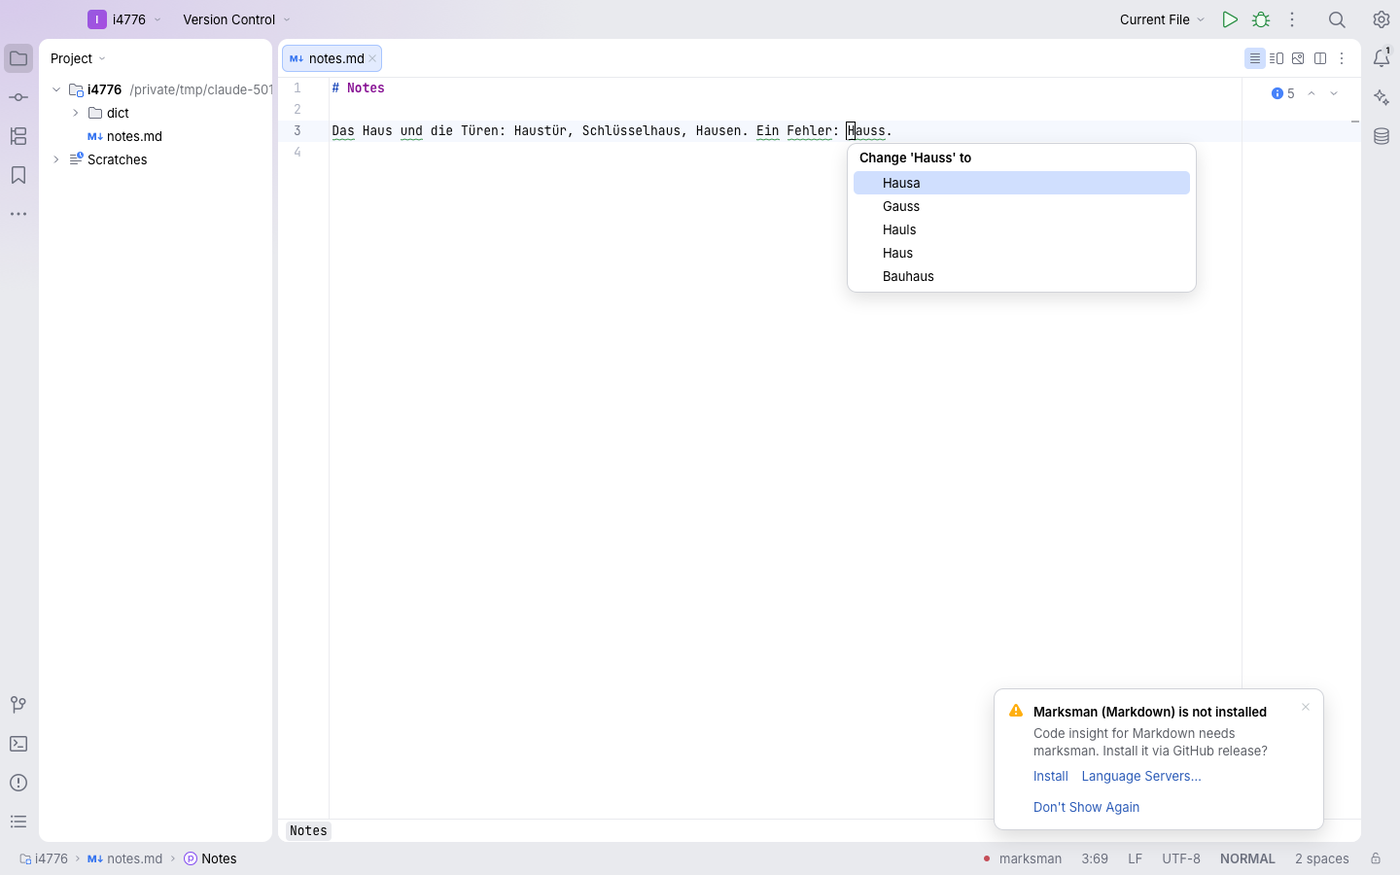 I i4776 Version Control Current File
Project
notes.md
i4776 /private/tmp/claude-501
dict
notes.md
Scratches
1 # Notes
2
3 Das Haus und die Türen: Haustür, Schlüsselhaus, Hausen. Ein Fehler: Hauss.
4
5
Change 'Hauss' to
Hausa
Gauss
Hauls
Haus
Bauhaus
1
Marksman (Markdown) is not installed
Code insight for Markdown needs
marksman. Install it via GitHub release?
Install Language Servers...
Don't Show Again
Notes
i4776 notes.md Notes marksman 3:69 LF UTF-8 NORMAL 2 spaces